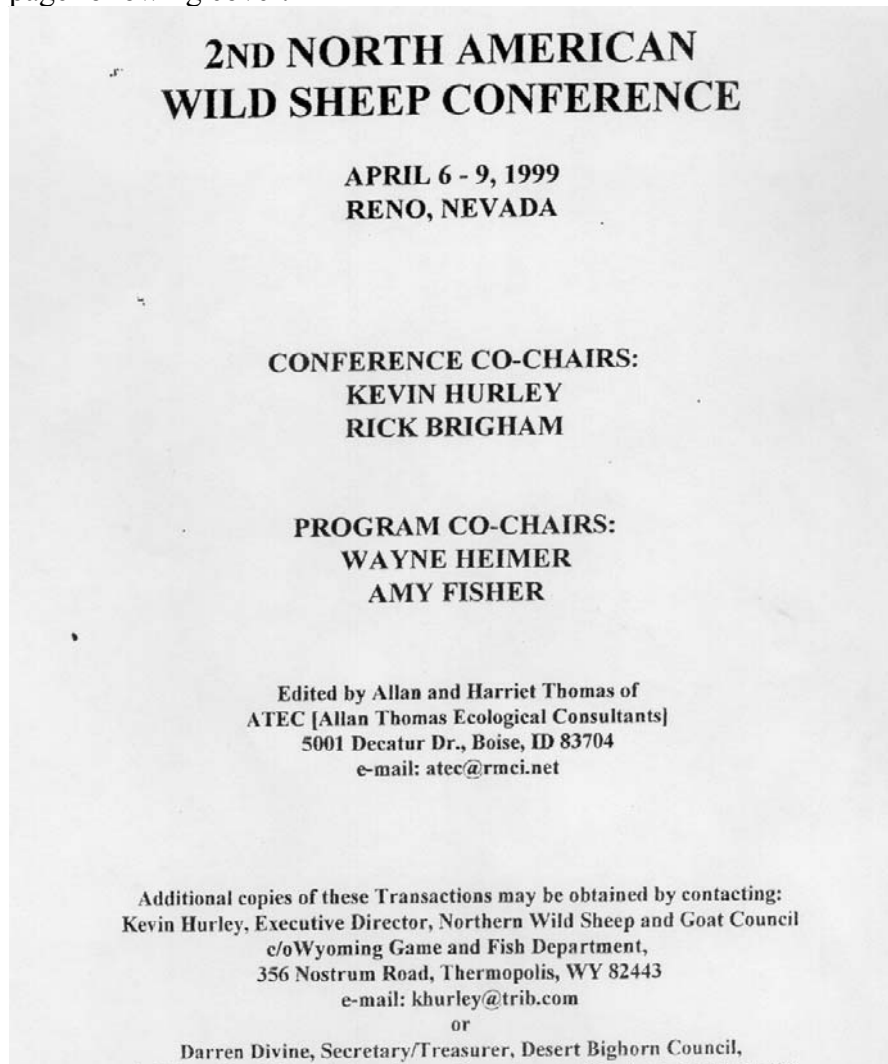 2ND NORTH AMERICAN
WILD SHEEP CONFERENCE
APRIL 6 - 9, 1999
RENO, NEVADA
CONFERENCE CO-CHAIRS:
KEVIN HURLEY
RICK BRIGHAM
PROGRAM CO-CHAIRS:
WAYNE HEIMER
AMY FISHER
Edited by Allan and Harriet Thomas of
ATEC [Allan Thomas Ecological Consultants]
5001 Decatur Dr., Boise, ID 83704
e-mail: atec@rmci.net
Additional copies of these Transactions may be obtained by contacting:
Kevin Hurley, Executive Director, Northern Wild Sheep and Goat Council
c/oWyoming Game and Fish Department,
356 Nostrum Road, Thermopolis, WY 82443
e-mail: khurley@trib.com
or
Darren Divine, Secretary/Treasurer, Desert Bighorn Council,